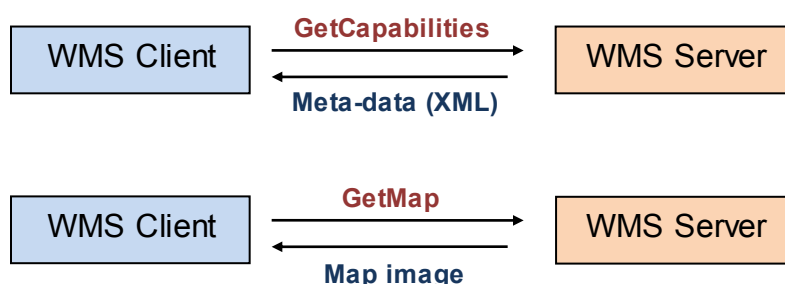 WMS Client
GetCapabilities
WMS Server
Meta-data (XML)
WMS Client
GetMap
WMS Server
Map image